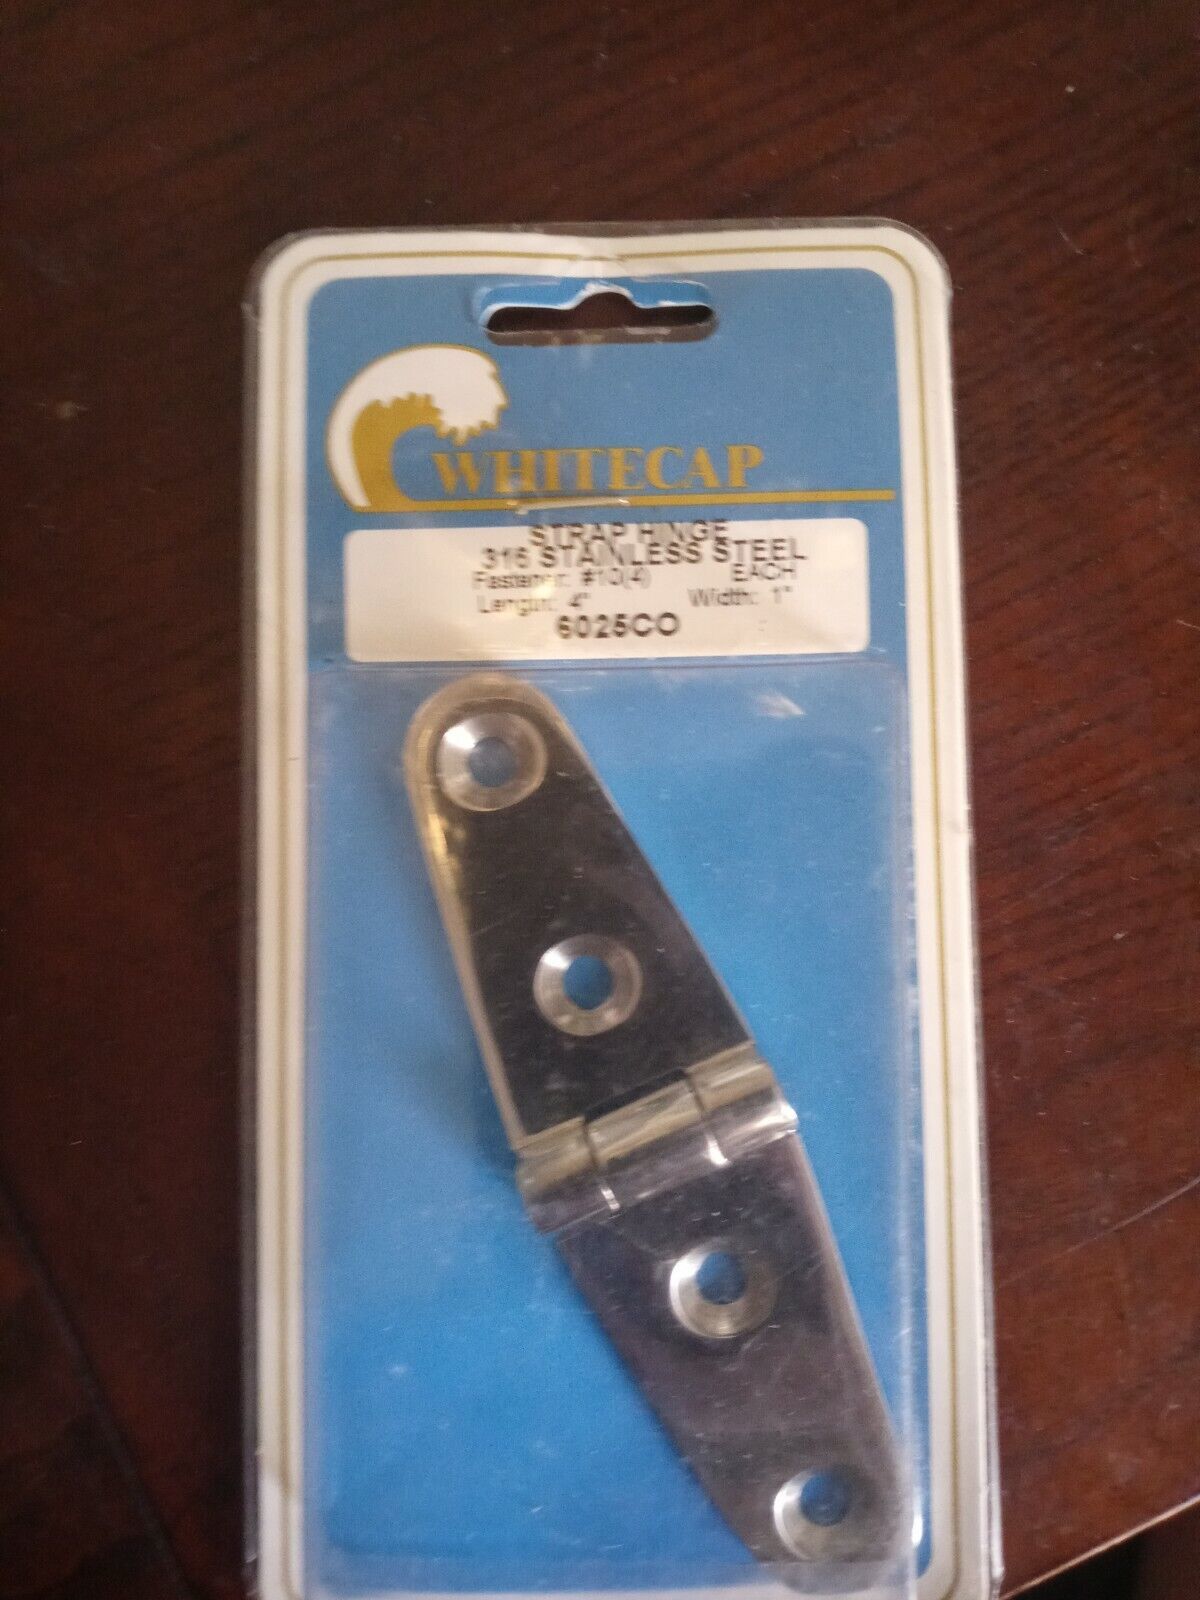 WHITECAP
STRAP HINGE
316 STAINLESS STEEL
Fastener: #10(4) EACH
Length: 4" Width: 1"
6025CO